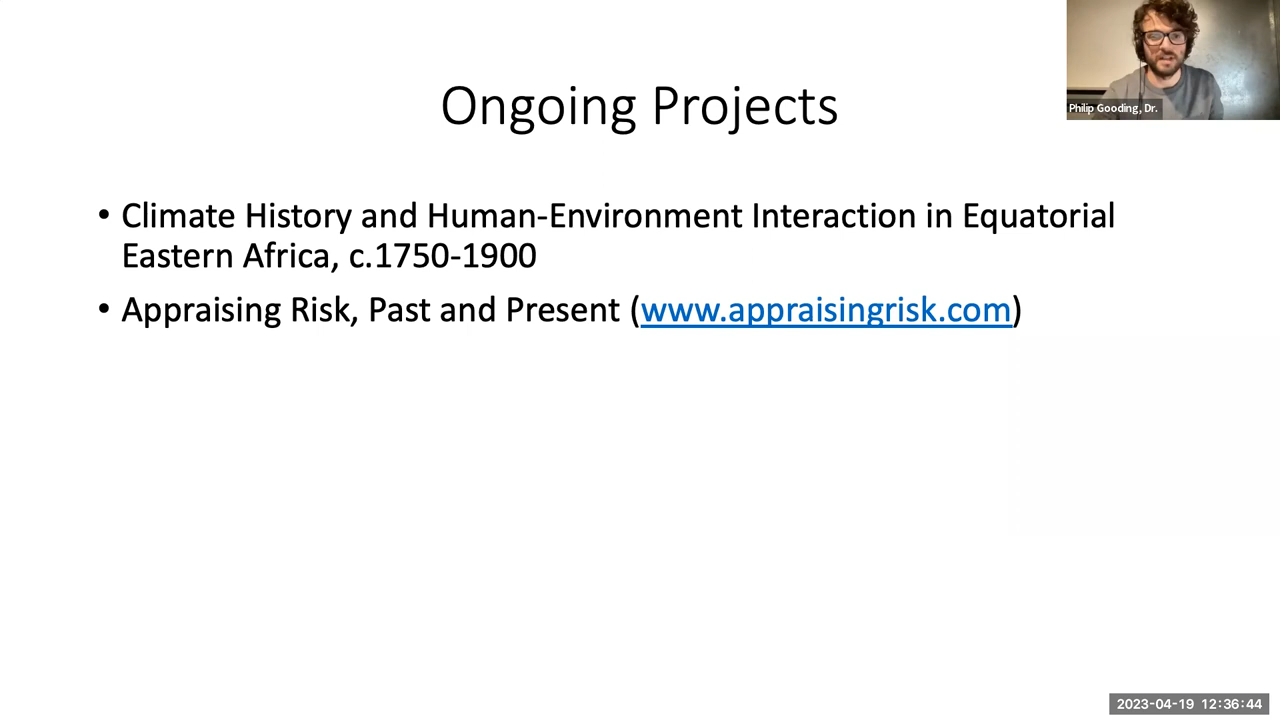 Philip Gooding, Dr.
Ongoing Projects
• Climate History and Human-Environment Interaction in Equatorial
Eastern Africa, c.1750-1900
• Appraising Risk, Past and Present (www.appraisingrisk.com)
2023-04-19 12:36:44